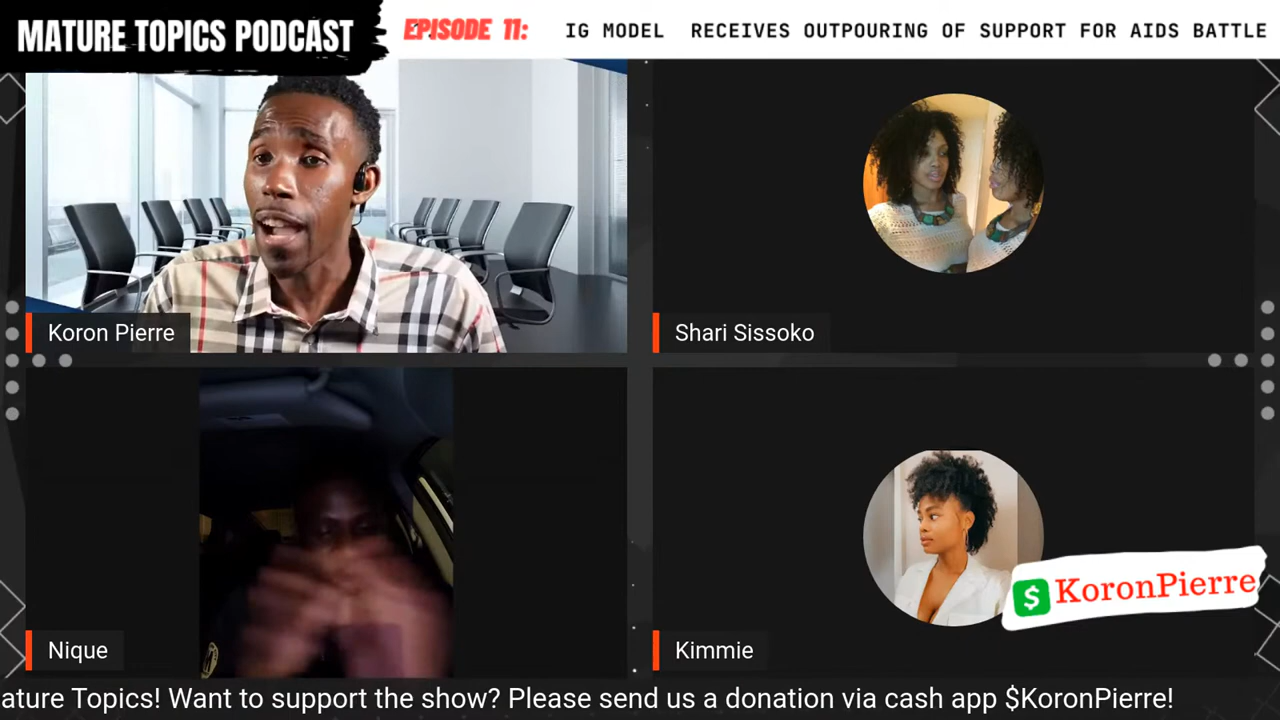 MATURE TOPICS PODCAST
EPISODE 11:
IG MODEL RECEIVES OUTPOURING OF SUPPORT FOR AIDS BATTLE
Koron Pierre
Shari Sissoko
Nique
Kimmie
$ KoronPierre
ature Topics! Want to support the show? Please send us a donation via cash app $KoronPierre!